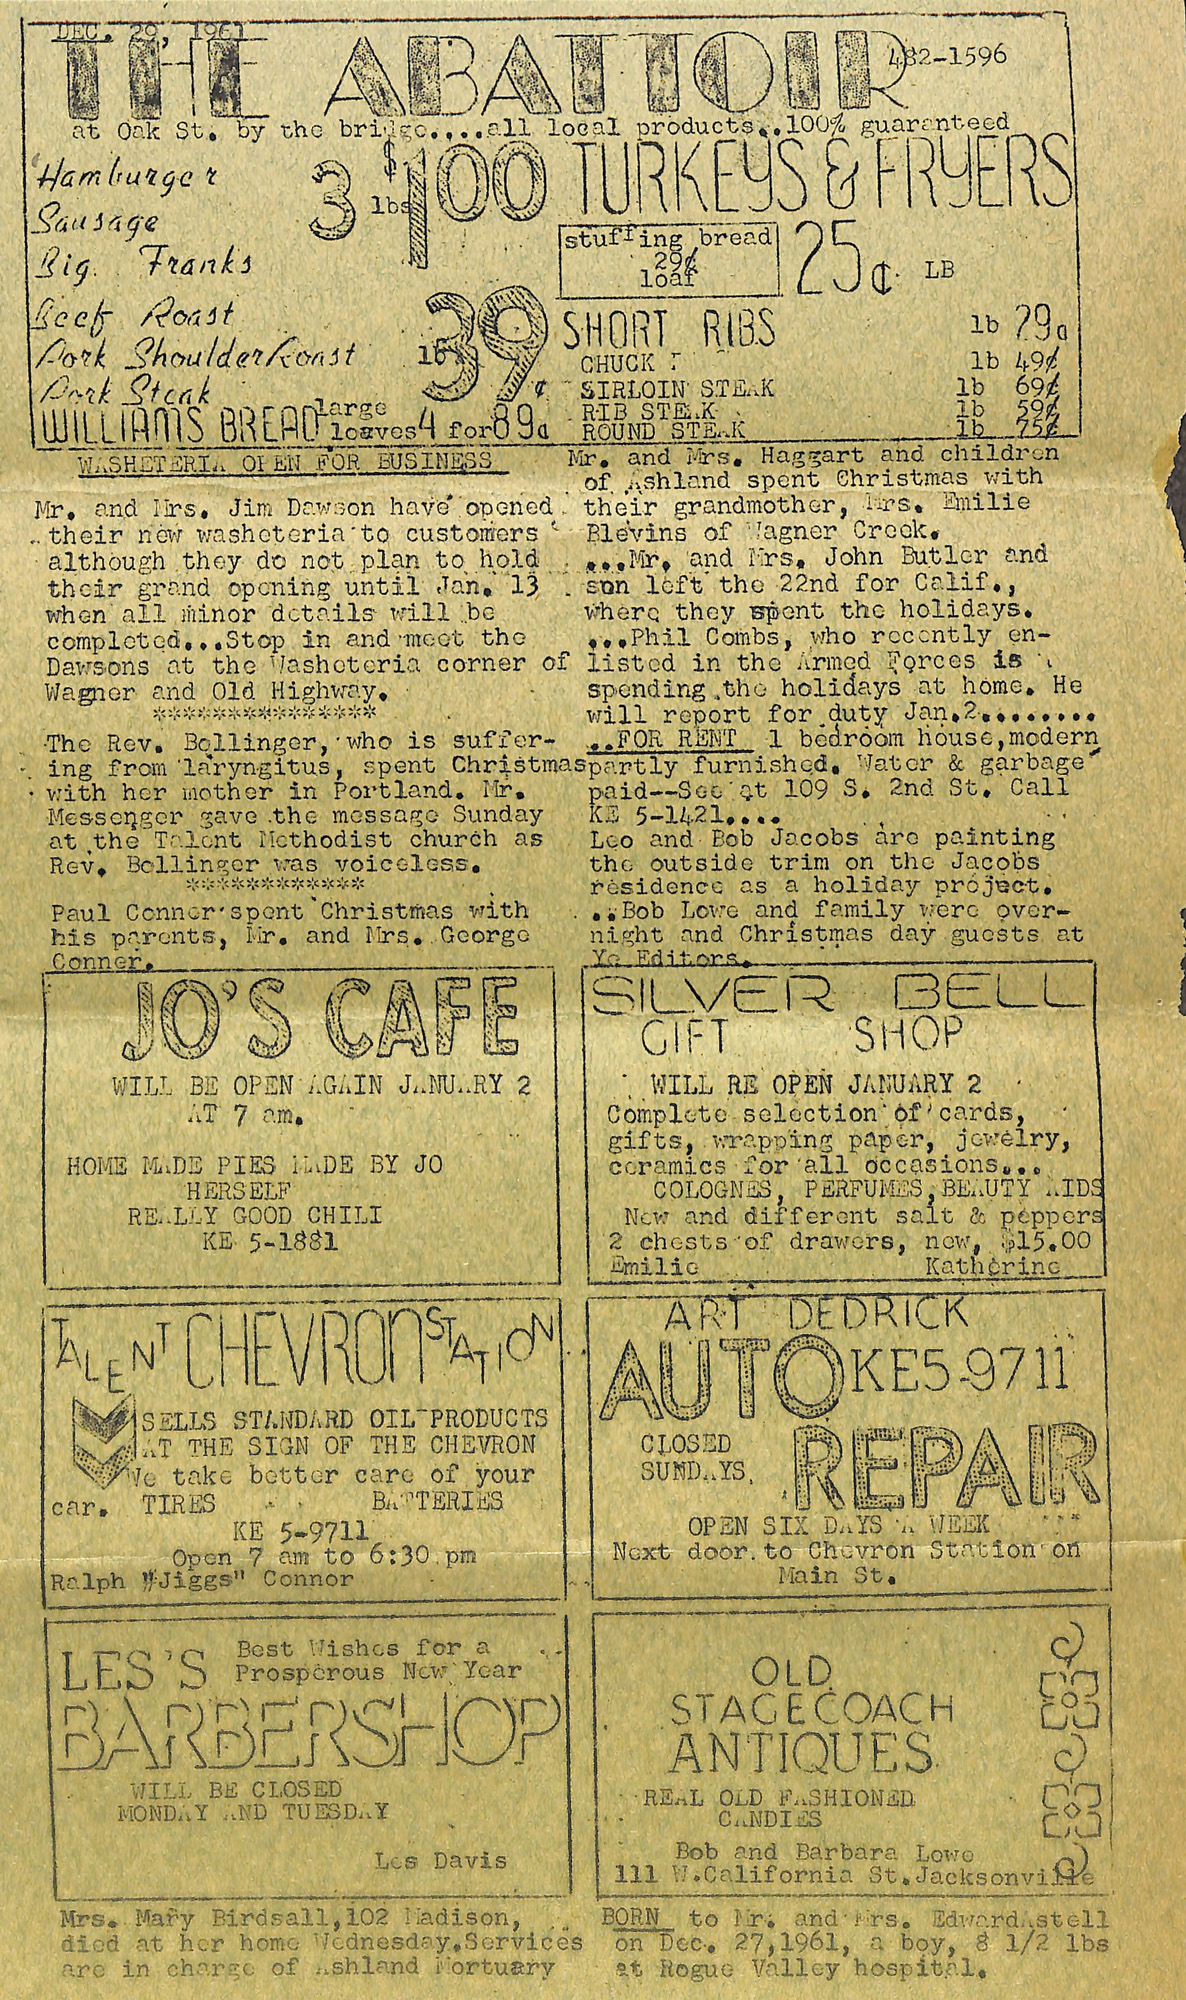 DEC. 29, 1961
THE ABATTOIR
482-1596
at Oak St. by the bridge.....all local products..100% guaranteed
Hamburger
Sausage
Big Franks
3 lbs $1.00
Beef Roast
Pork Shoulder Roast
Pork Steak
lb 39¢
WILLIAMS BREAD large loaves 4 for 89¢
TURKEYS & FRYERS
stuffing bread
29¢
loaf
25¢ LB
SHORT RIBS lb 29¢
CHUCK lb 49¢
SIRLOIN STEAK lb 69¢
RIB STEAK lb 59¢
ROUND STEAK lb 75¢
WASHETERIA OPEN FOR BUSINESS
Mr. and Mrs. Jim Dawson have opened
their new washeteria to customers
although they do not plan to hold
their grand opening until Jan. 13
when all minor details will be
completed...Stop in and meet the
Dawsons at the Washeteria corner of
Wagner and Old Highway.
***************
The Rev. Bollinger, who is suffer-
ing from laryngitus, spent Christmas
with her mother in Portland. Mr.
Messenger gave the message Sunday
at the Talent Methodist church as
Rev. Bollinger was voiceless.
************
Paul Conner spent Christmas with
his parents, Mr. and Mrs. George
Conner.
Mr. and Mrs. Haggart and children
of Ashland spent Christmas with
their grandmother, Mrs. Emilie
Blevins of Wagner Creek.
...Mr. and Mrs. John Butler and
son left the 22nd for Calif.,
where they spent the holidays.
...Phil Combs, who recently en-
listed in the Armed Forces is
spending the holidays at home. He
will report for duty Jan.2........
..FOR RENT 1 bedroom house,modern
partly furnished. Water & garbage
paid--See at 109 S. 2nd St. Call
KE 5-1421....
Leo and Bob Jacobs are painting
the outside trim on the Jacobs
residence as a holiday project.
..Bob Lowe and family were over-
night and Christmas day guests at
Ye Editors.
JO'S CAFE
WILL BE OPEN AGAIN JANUARY 2
AT 7 am.
HOME MADE PIES MADE BY JO
HERSELF
REALLY GOOD CHILI
KE 5-1881
SILVER BELL
GIFT SHOP
WILL RE OPEN JANUARY 2
Complete selection of cards,
gifts, wrapping paper, jewelry,
ceramics for all occasions...
COLOGNES, PERFUMES,BEAUTY AIDS
New and different salt & peppers
2 chests of drawers, new, $15.00
Emilie Katherine
TALENT CHEVRON STATION
SELLS STANDARD OIL PRODUCTS
AT THE SIGN OF THE CHEVRON
We take better care of your
car. TIRES BATTERIES
KE 5-9711
Open 7 am to 6:30 pm
Ralph "Jiggs" Connor
ART DEDRICK
AUTO KE5-9711
CLOSED
SUNDAYS,
REPAIR
OPEN SIX DAYS A WEEK
Next door to Chevron Station on
Main St.
LES'S
Best Wishes for a
Prosperous New Year
BARBERSHOP
WILL BE CLOSED
MONDAY AND TUESDAY
Les Davis
OLD
STAGECOACH
ANTIQUES
REAL OLD FASHIONED
CANDIES
Bob and Barbara Lowe
111 W.California St.Jacksonville
Mrs. Mary Birdsall,102 Madison,
died at her home Wednesday.Services
are in charge of Ashland Mortuary
BORN to Mr. and Mrs. Edward Astell
on Dec. 27,1961, a boy, 8 1/2 lbs
at Rogue Valley hospital.